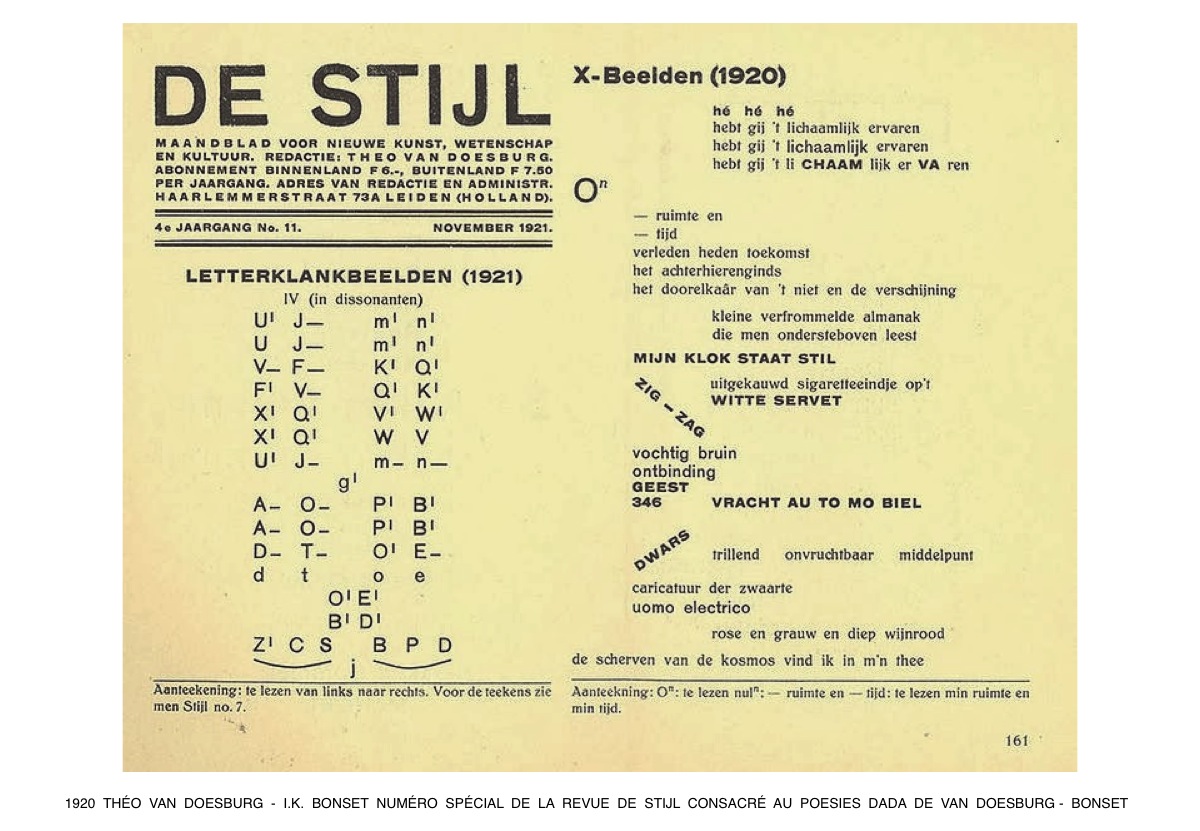 DE STIJL
MAANDBLAD VOOR NIEUWE KUNST, WETENSCHAP
EN KULTUUR. REDACTIE: THEO VAN DOESBURG.
ABONNEMENT BINNENLAND F 6.-, BUITENLAND F 7.50
PER JAARGANG. ADRES VAN REDACTIE EN ADMINISTR.
HAARLEMMERSTRAAT 73A LEIDEN (HOLLAND).
4e JAARGANG No. 11. NOVEMBER 1921.
LETTERKLANKBEELDEN (1921)
IV (in dissonanten)
U' J— m' n'
U J— m' n'
V— F— K' Q'
F' V— Q' K'
X' Q' V' W'
X' Q' W V
U' J— m— n—
g'
A— O— P' B'
A— O— P' B'
D— T— O' E—
d t o e
O' E'
B' D'
Z' C S B P D
j
Aanteekening: te lezen van links naar rechts. Voor de teekens zie
men Stijl no. 7.
X-Beelden (1920)
hé hé hé
hebt gij 't lichaamlijk ervaren
hebt gij 't lichaamlijk ervaren
hebt gij 't li CHAAM lijk er VA ren
Oⁿ
— ruimte en
— tijd
verleden heden toekomst
het achterhierenginds
het doorelkaâr van 't niet en de verschijning
kleine verfrommelde almanak
die men ondersteboven leest
MIJN KLOK STAAT STIL
uitgekauwd sigaretteeindje op't
WITTE SERVET
ZIG-ZAG
vochtig bruin
ontbinding
GEEST
346 VRACHT AU TO MO BIEL
DWARS
trillend onvruchtbaar middelpunt
caricatuur der zwaarte
uomo electrico
rose en grauw en diep wijnrood
de scherven van de kosmos vind ik in m'n thee
Aanteekning: Oⁿ: te lezen nulⁿ: — ruimte en — tijd: te lezen min ruimte en
min tijd.
161
1920 THÉO VAN DOESBURG - I.K. BONSET NUMÉRO SPÉCIAL DE LA REVUE DE STIJL CONSACRÉ AU POESIES DADA DE VAN DOESBURG - BONSET